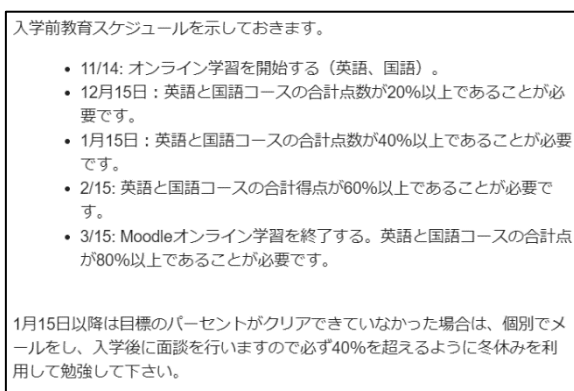 入学前教育スケジュールを示しておきます。
• 11/14: オンライン学習を開始する（英語、国語）。
• 12月15日：英語と国語コースの合計点数が20%以上であることが必
要です。
• 1月15日：英語と国語コースの合計点数が40%以上であることが必要
です。
• 2/15: 英語と国語コースの合計得点が60%以上であることが必要で
す。
• 3/15: Moodleオンライン学習を終了する。英語と国語コースの合計点
が80%以上であることが必要です。
1月15日以降は目標のパーセントがクリアできていなかった場合は、個別でメ
ールをし、入学後に面談を行いますので必ず40%を超えるように冬休みを利
用して勉強して下さい。